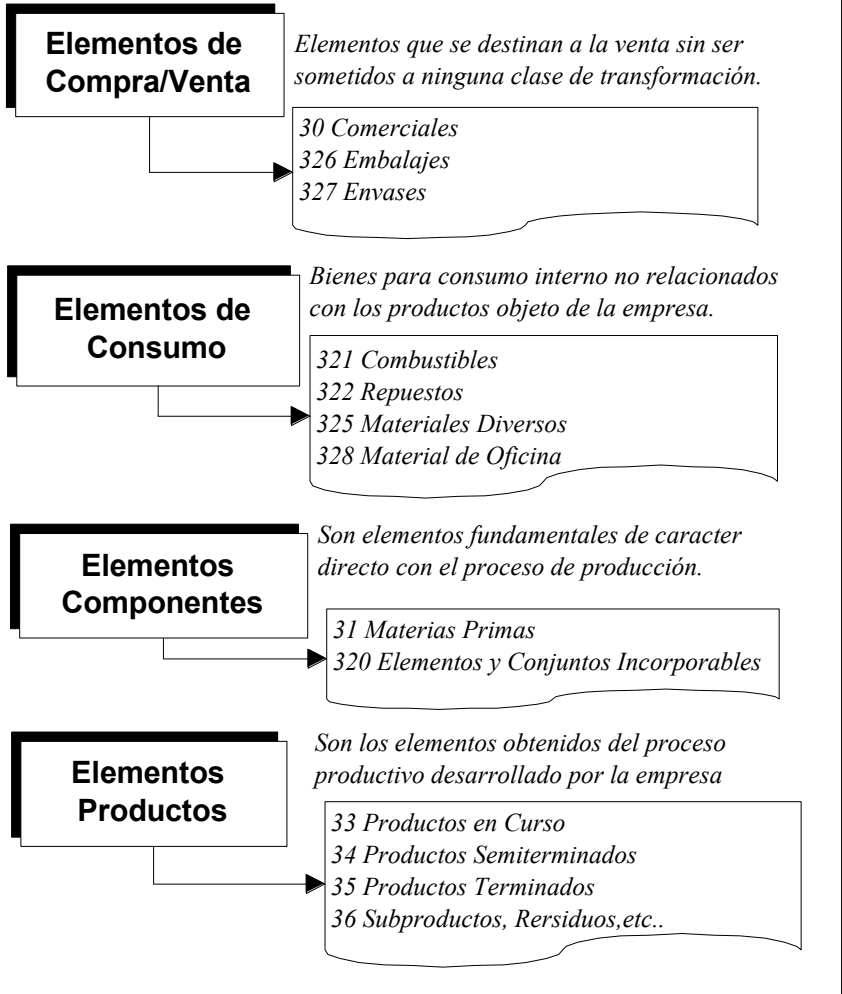 Elementos de
Compra/Venta
Elementos que se destinan a la venta sin ser
sometidos a ninguna clase de transformación.
30 Comerciales
326 Embalajes
327 Envases
Elementos de
Consumo
Bienes para consumo interno no relacionados
con los productos objeto de la empresa.
321 Combustibles
322 Repuestos
325 Materiales Diversos
328 Material de Oficina
Elementos
Componentes
Son elementos fundamentales de caracter
directo con el proceso de producción.
31 Materias Primas
320 Elementos y Conjuntos Incorporables
Elementos
Productos
Son los elementos obtenidos del proceso
productivo desarrollado por la empresa
33 Productos en Curso
34 Productos Semiterminados
35 Productos Terminados
36 Subproductos, Rersiduos,etc..